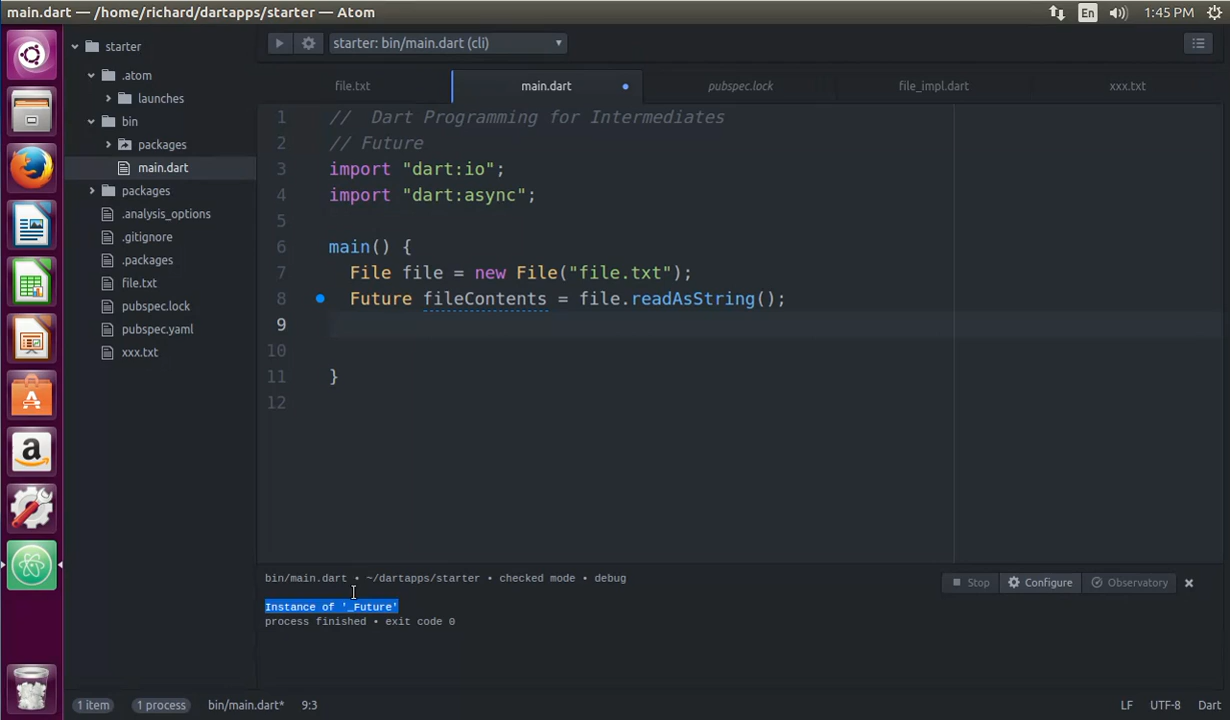 main.dart — /home/richard/dartapps/starter — Atom
En
1:45 PM
starter
.atom
launches
bin
packages
main.dart
packages
.analysis_options
.gitignore
.packages
file.txt
pubspec.lock
pubspec.yaml
xxx.txt
starter: bin/main.dart (cli)
file.txt
main.dart
pubspec.lock
file_impl.dart
xxx.txt
1 //  Dart Programming for Intermediates
2 // Future
3 import "dart:io";
4 import "dart:async";
5
6 main() {
7   File file = new File("file.txt");
8   Future fileContents = file.readAsString();
9
10
11 }
12
bin/main.dart • ~/dartapps/starter • checked mode • debug
Stop
Configure
Observatory
Instance of '_Future'
process finished • exit code 0
1 item
1 process
bin/main.dart*
9:3
LF
UTF-8
Dart